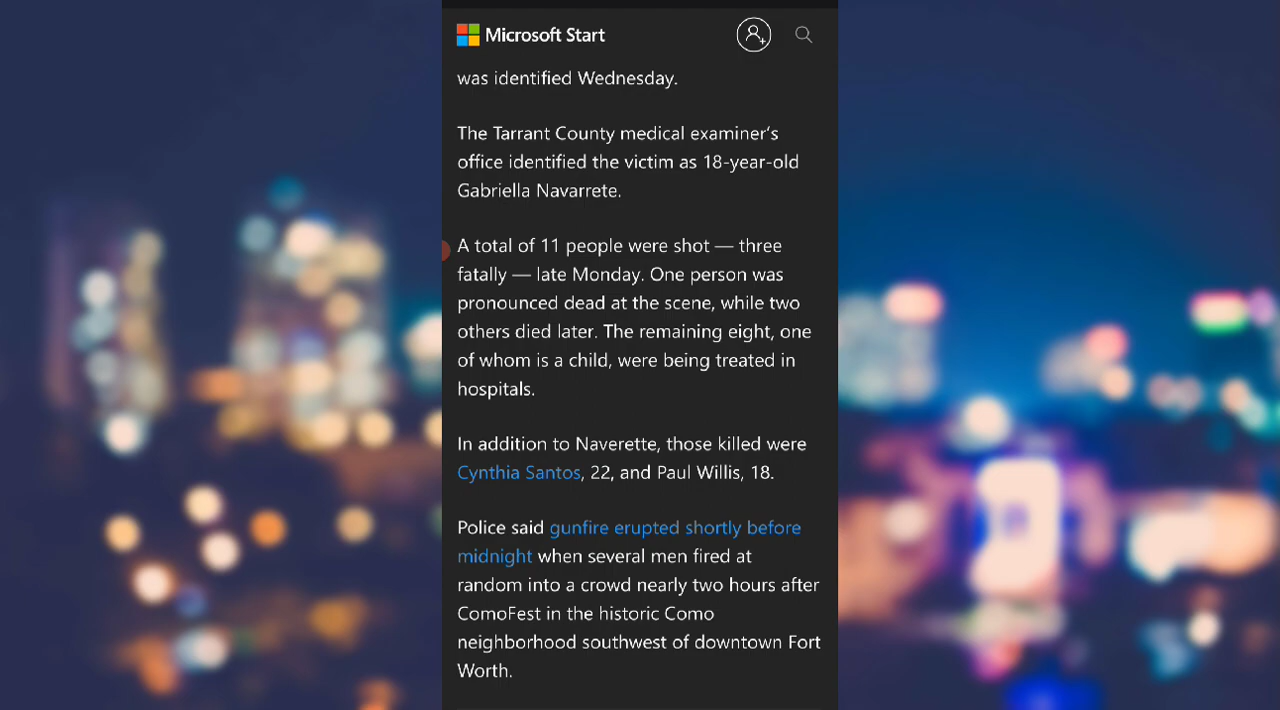 Microsoft Start
was identified Wednesday.
The Tarrant County medical examiner's
office identified the victim as 18-year-old
Gabriella Navarrete.
A total of 11 people were shot — three
fatally — late Monday. One person was
pronounced dead at the scene, while two
others died later. The remaining eight, one
of whom is a child, were being treated in
hospitals.
In addition to Naverette, those killed were
Cynthia Santos, 22, and Paul Willis, 18.
Police said gunfire erupted shortly before
midnight when several men fired at
random into a crowd nearly two hours after
ComoFest in the historic Como
neighborhood southwest of downtown Fort
Worth.